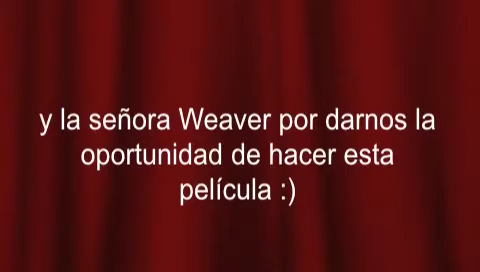 y la señora Weaver por darnos la
oportunidad de hacer esta
película :)